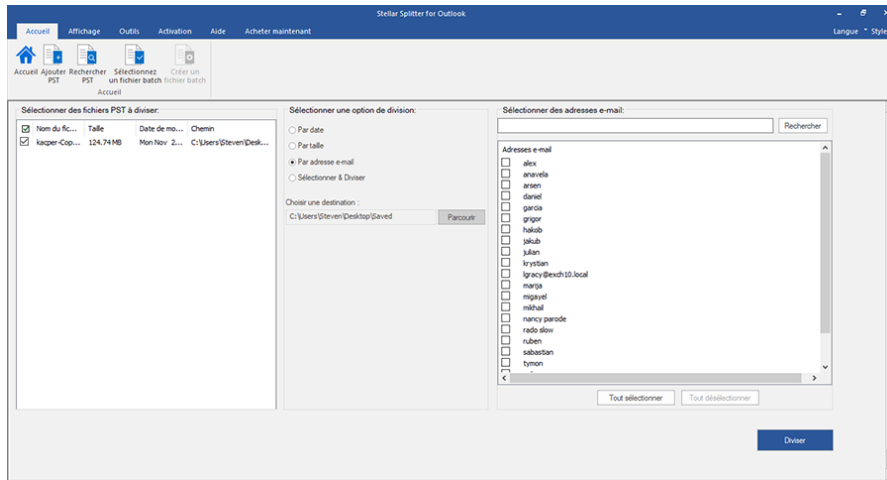 Stellar Splitter for Outlook
Accueil Affichage Outils Activation Aide Acheter maintenant Langue Style
Accueil Ajouter PST Rechercher PST Sélectionnez un fichier batch Créer un fichier batch
Accueil
Sélectionner des fichiers PST à diviser:
Nom du fic... Taille Date de mo... Chemin
kacper-Cop... 124.74 MB Mon Nov 2... C:\Users\Steven\Desk...
Sélectionner une option de division:
Par date
Par taille
Par adresse e-mail
Sélectionner & Diviser
Choisir une destination :
C:\Users\Steven\Desktop\Saved Parcourir
Sélectionner des adresses e-mail:
Rechercher
Adresses e-mail
alex
anavela
arsen
daniel
garcia
grigor
hakob
jakub
julian
krystian
lgracy@exch10.local
marija
migayel
mikhail
nancy parode
rado slow
ruben
sabastian
tymon
Tout sélectionner Tout désélectionner
Diviser